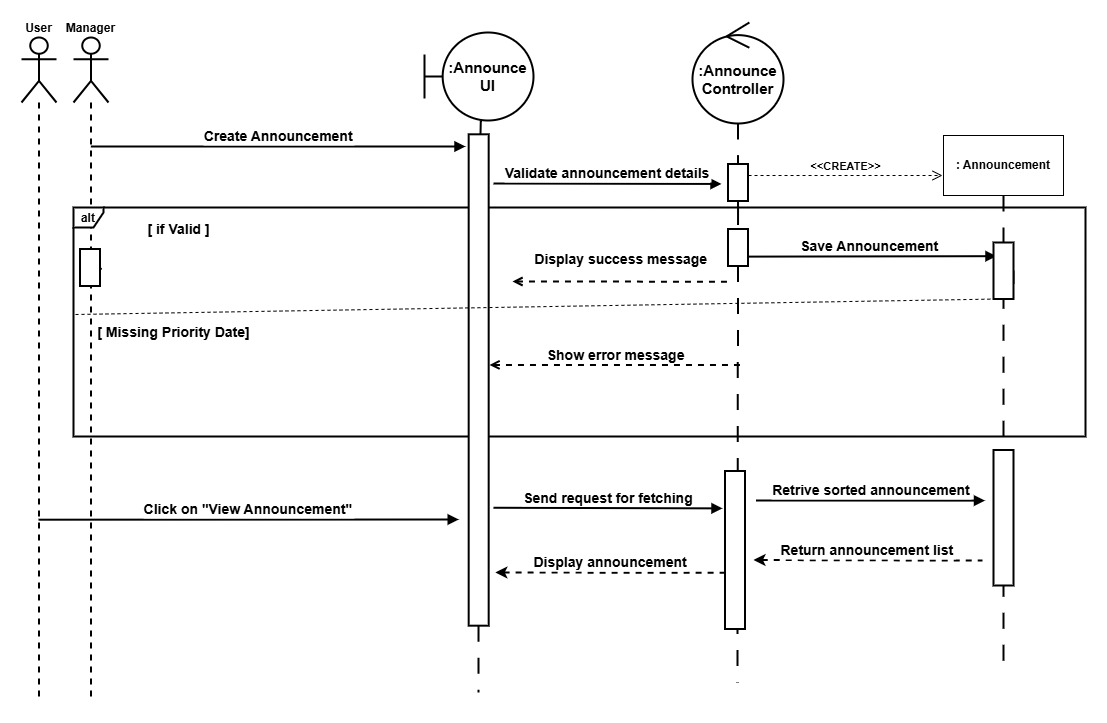 User
Manager
:Announce
UI
:Announce
Controller
Create Announcement
Validate announcement details
<<CREATE>>
: Announcement
alt
[ if Valid ]
Save Announcement
Display success message
[ Missing Priority Date]
Show error message
Click on "View Announcement"
Send request for fetching
Retrive sorted announcement
Return announcement list
Display announcement